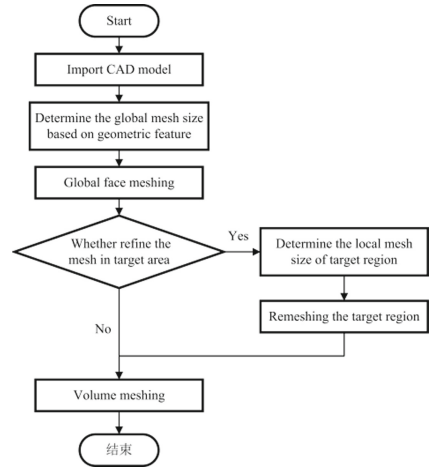 Start
Import CAD model
Determine the global mesh size
based on geometric feature
Global face meshing
Whether refine the
mesh in target area
Yes
Determine the local mesh
size of target region
Remeshing the target region
No
Volume meshing
结束